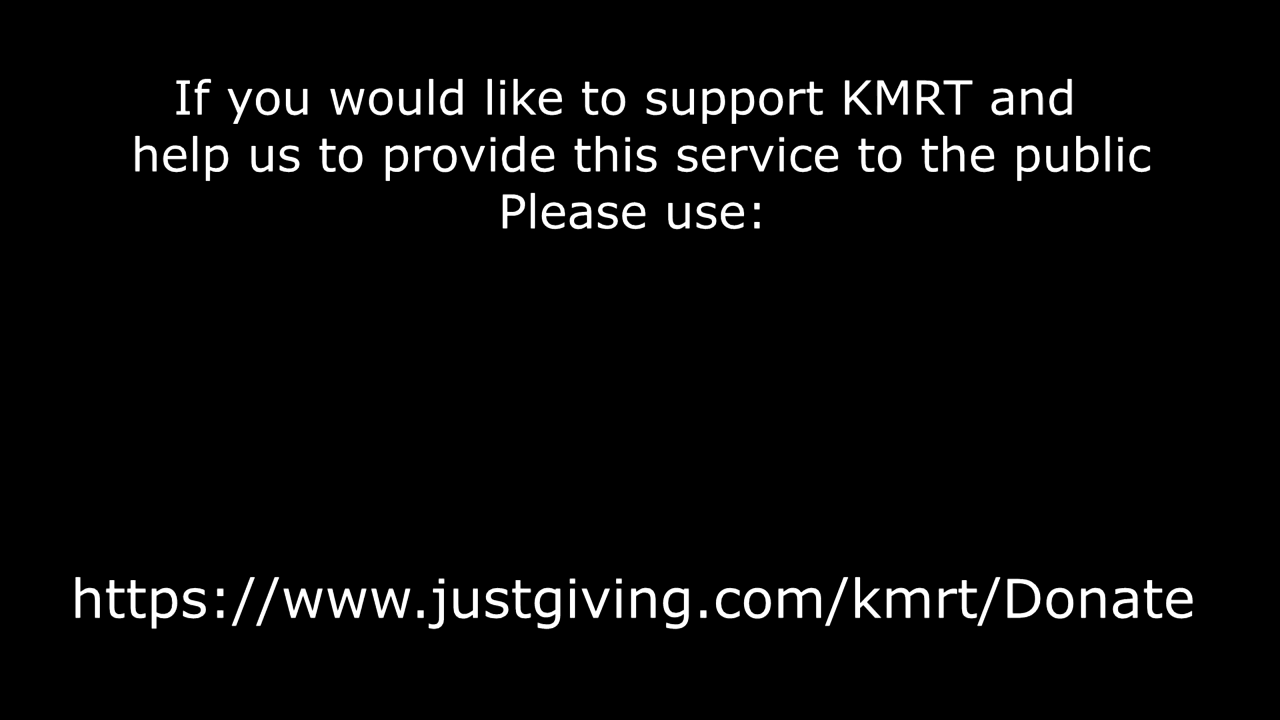 If you would like to support KMRT and
help us to provide this service to the public
Please use:
https://www.justgiving.com/kmrt/Donate